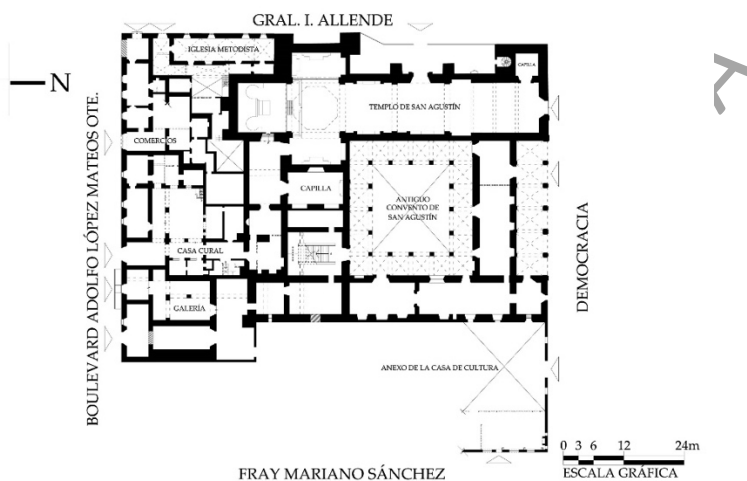 GRAL. I. ALLENDE
IGLESIA METODISTA
CAPILLA
N
TEMPLO DE SAN AGUSTÍN
COMERCIOS
BOULEVARD ADOLFO LÓPEZ MATEOS OTE.
CAPILLA
ANTIGUO
CONVENTO DE
SAN AGUSTÍN
CASA CURAL
DEMOCRACIA
GALERÍA
ANEXO DE LA CASA DE CULTURA
0 3 6 12 24m
ESCALA GRÁFICA
FRAY MARIANO SÁNCHEZ